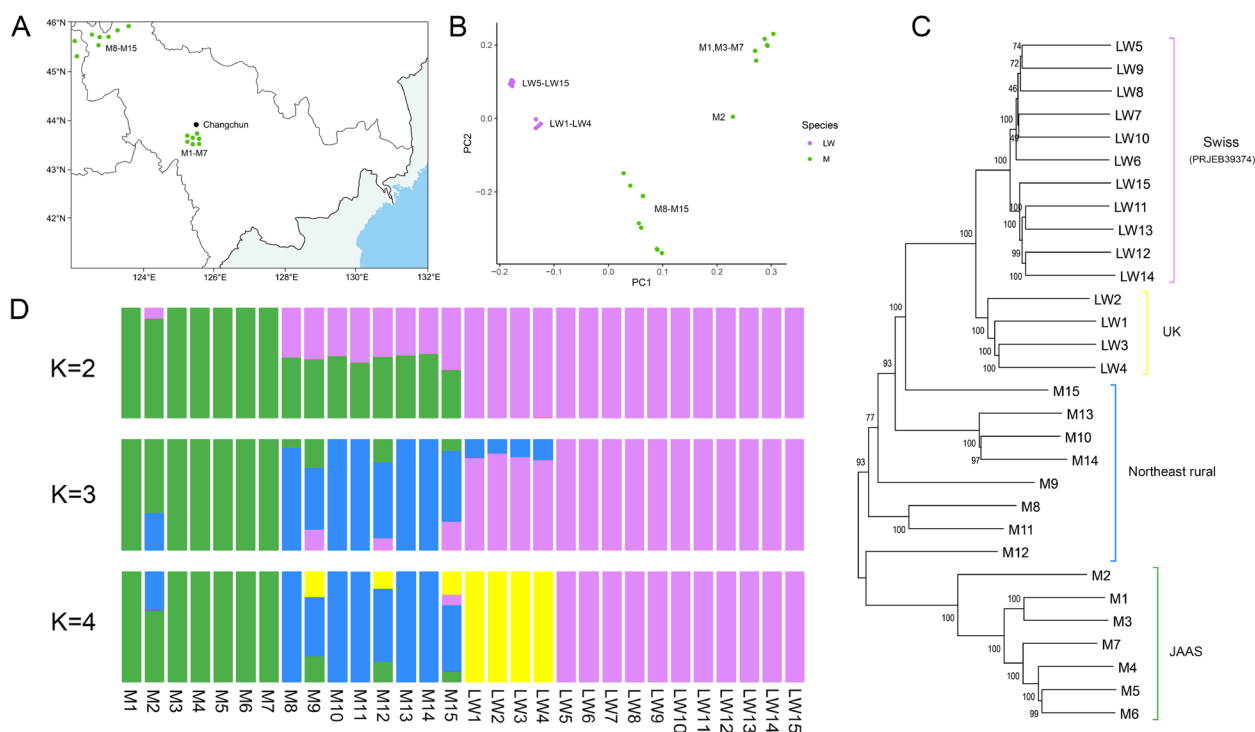 A
46°N
45°N
44°N
43°N
42°N
124°E
126°E
128°E
130°E
132°E
M8-M15
Changchun
M1-M7
B
PC2
0.2
0.0
−0.2
−0.2
−0.1
0.0
0.1
0.2
0.3
PC1
LW5-LW15
LW1-LW4
M1,M3-M7
M2
M8-M15
Species
LW
M
C
LW5
LW9
LW8
LW7
LW10
LW6
LW15
LW11
LW13
LW12
LW14
LW2
LW1
LW3
LW4
M15
M13
M10
M14
M9
M8
M11
M12
M2
M1
M3
M7
M4
M5
M6
74
72
46
100
49
100
100
100
99
100
100
100
100
100
100
93
100
97
77
100
93
100
100
100
100
100
99
Swiss
(PRJEB39374)
UK
Northeast rural
JAAS
D
K=2
K=3
K=4
M1
M2
M3
M4
M5
M6
M7
M8
M9
M10
M11
M12
M13
M14
M15
LW1
LW2
LW3
LW4
LW5
LW6
LW7
LW8
LW9
LW10
LW11
LW12
LW13
LW14
LW15